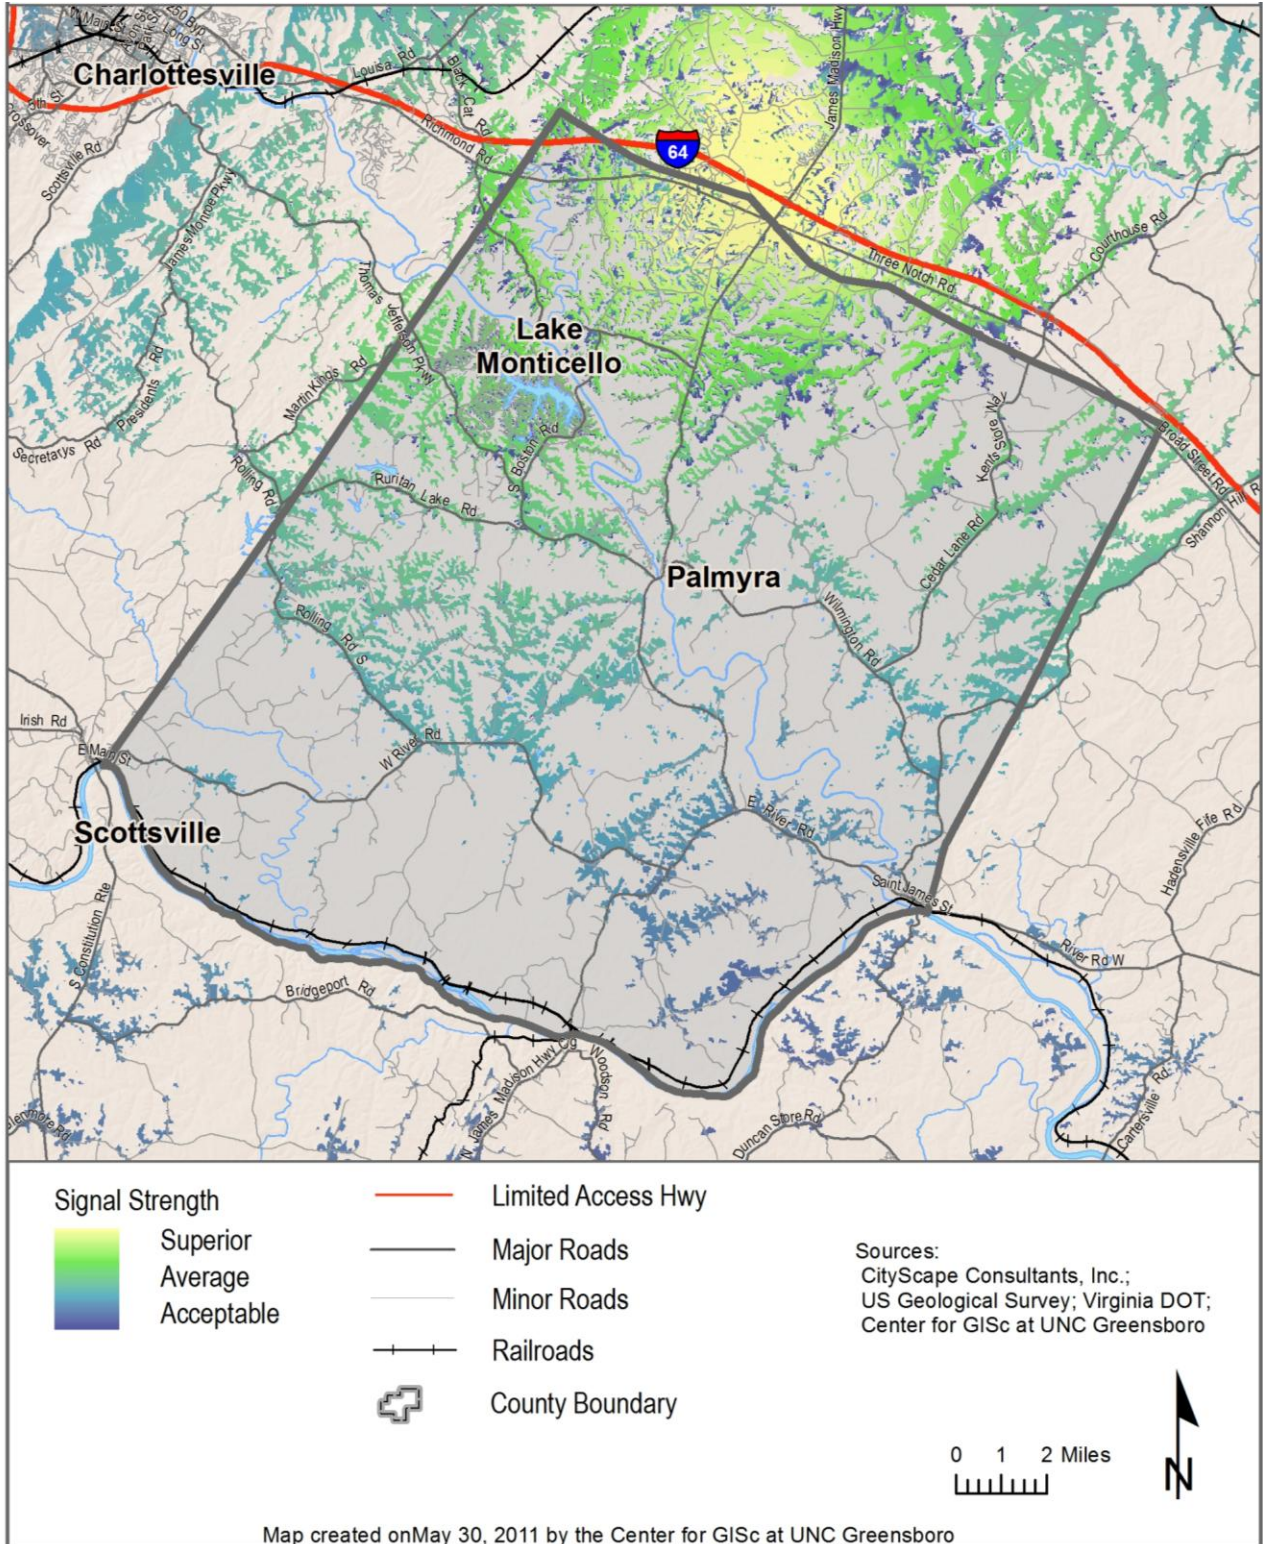 250 Byp
Long St
Charlottesville
Louisa Rd
Black Cat Rd
James Madison Hwy
Richmond Rd
64
Scottsville Rd
James Monroe Pkwy
Courthouse Rd
Three Notch Rd
Thomas Jefferson Pkwy
Lake
Monticello
Martin Kings Rd
Presidents Rd
Secretarys Rd
Rolling Rd
S Boston Rd
Kents Store Way
Broad Street Rd
Shannon Hill Rd
Ruritan Lake Rd
Cedar Lane Rd
Palmyra
Wilmington Rd
Rolling Rd S
Irish Rd
E Main St
W River Rd
Scottsville
E River Rd
Hadensville Fife Rd
Saint James St
S Constitution Rte
River Rd W
Bridgeport Rd
N James Madison Hwy
Woodson Rd
Duncan Store Rd
Cartersville Rd
Signal Strength
Superior
Average
Acceptable
Limited Access Hwy
Major Roads
Minor Roads
Railroads
County Boundary
Sources:
CityScape Consultants, Inc.;
US Geological Survey; Virginia DOT;
Center for GISc at UNC Greensboro
0 1 2 Miles
N
Map created onMay 30, 2011 by the Center for GISc at UNC Greensboro